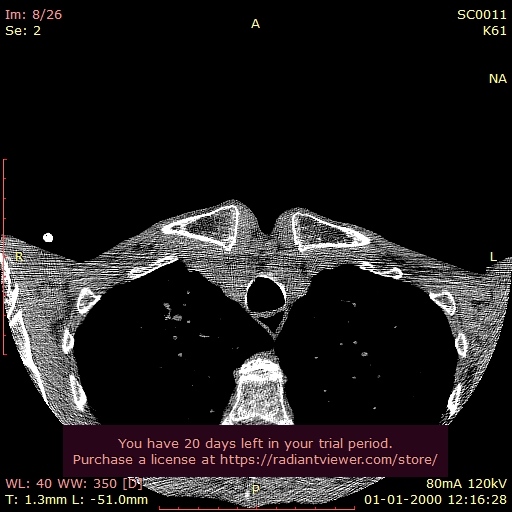 Im: 8/26
Se: 2
A
SC0011
K61
NA
R
L
You have 20 days left in your trial period.
Purchase a license at https://radiantviewer.com/store/
WL: 40 WW: 350 [D]
T: 1.3mm L: -51.0mm
P
80mA 120kV
01-01-2000 12:16:28